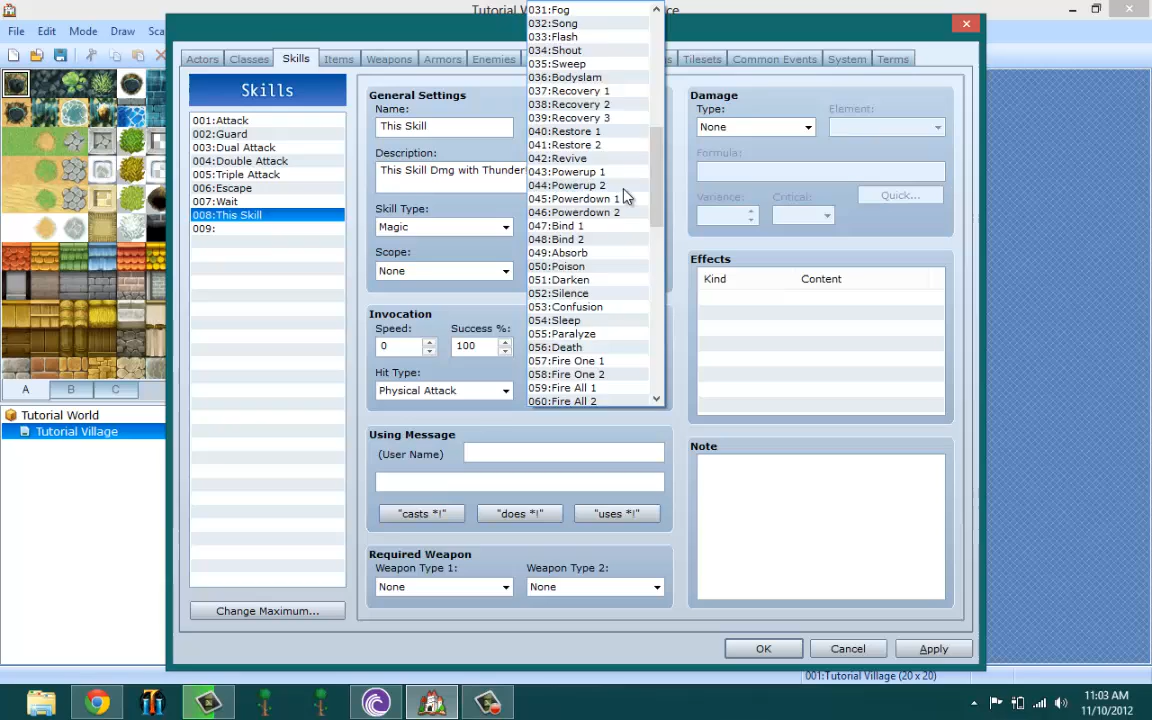 Tutorial V
File Edit Mode Draw Sca
Actors Classes Skills Items Weapons Armors Enemies Tilesets Common Events System Terms
Skills
001:Attack
002:Guard
003:Dual Attack
004:Double Attack
005:Triple Attack
006:Escape
007:Wait
008:This Skill
009:
Change Maximum...
General Settings
Name:
This Skill
Description:
This Skill Dmg with Thunder
Skill Type:
Magic
Scope:
None
Invocation
Speed: Success %:
0 100
Hit Type:
Physical Attack
031:Fog
032:Song
033:Flash
034:Shout
035:Sweep
036:Bodyslam
037:Recovery 1
038:Recovery 2
039:Recovery 3
040:Restore 1
041:Restore 2
042:Revive
043:Powerup 1
044:Powerup 2
045:Powerdown 1
046:Powerdown 2
047:Bind 1
048:Bind 2
049:Absorb
050:Poison
051:Darken
052:Silence
053:Confusion
054:Sleep
055:Paralyze
056:Death
057:Fire One 1
058:Fire One 2
059:Fire All 1
060:Fire All 2
Using Message
(User Name)
"casts *!" "does *!" "uses *!"
Required Weapon
Weapon Type 1: Weapon Type 2:
None None
Damage
Type: Element:
None
Formula:
Variance: Critical:
Quick...
Effects
Kind Content
Note
OK Cancel Apply
A B C
Tutorial World
Tutorial Village
001:Tutorial Village (20 x 20)
11:03 AM
11/10/2012